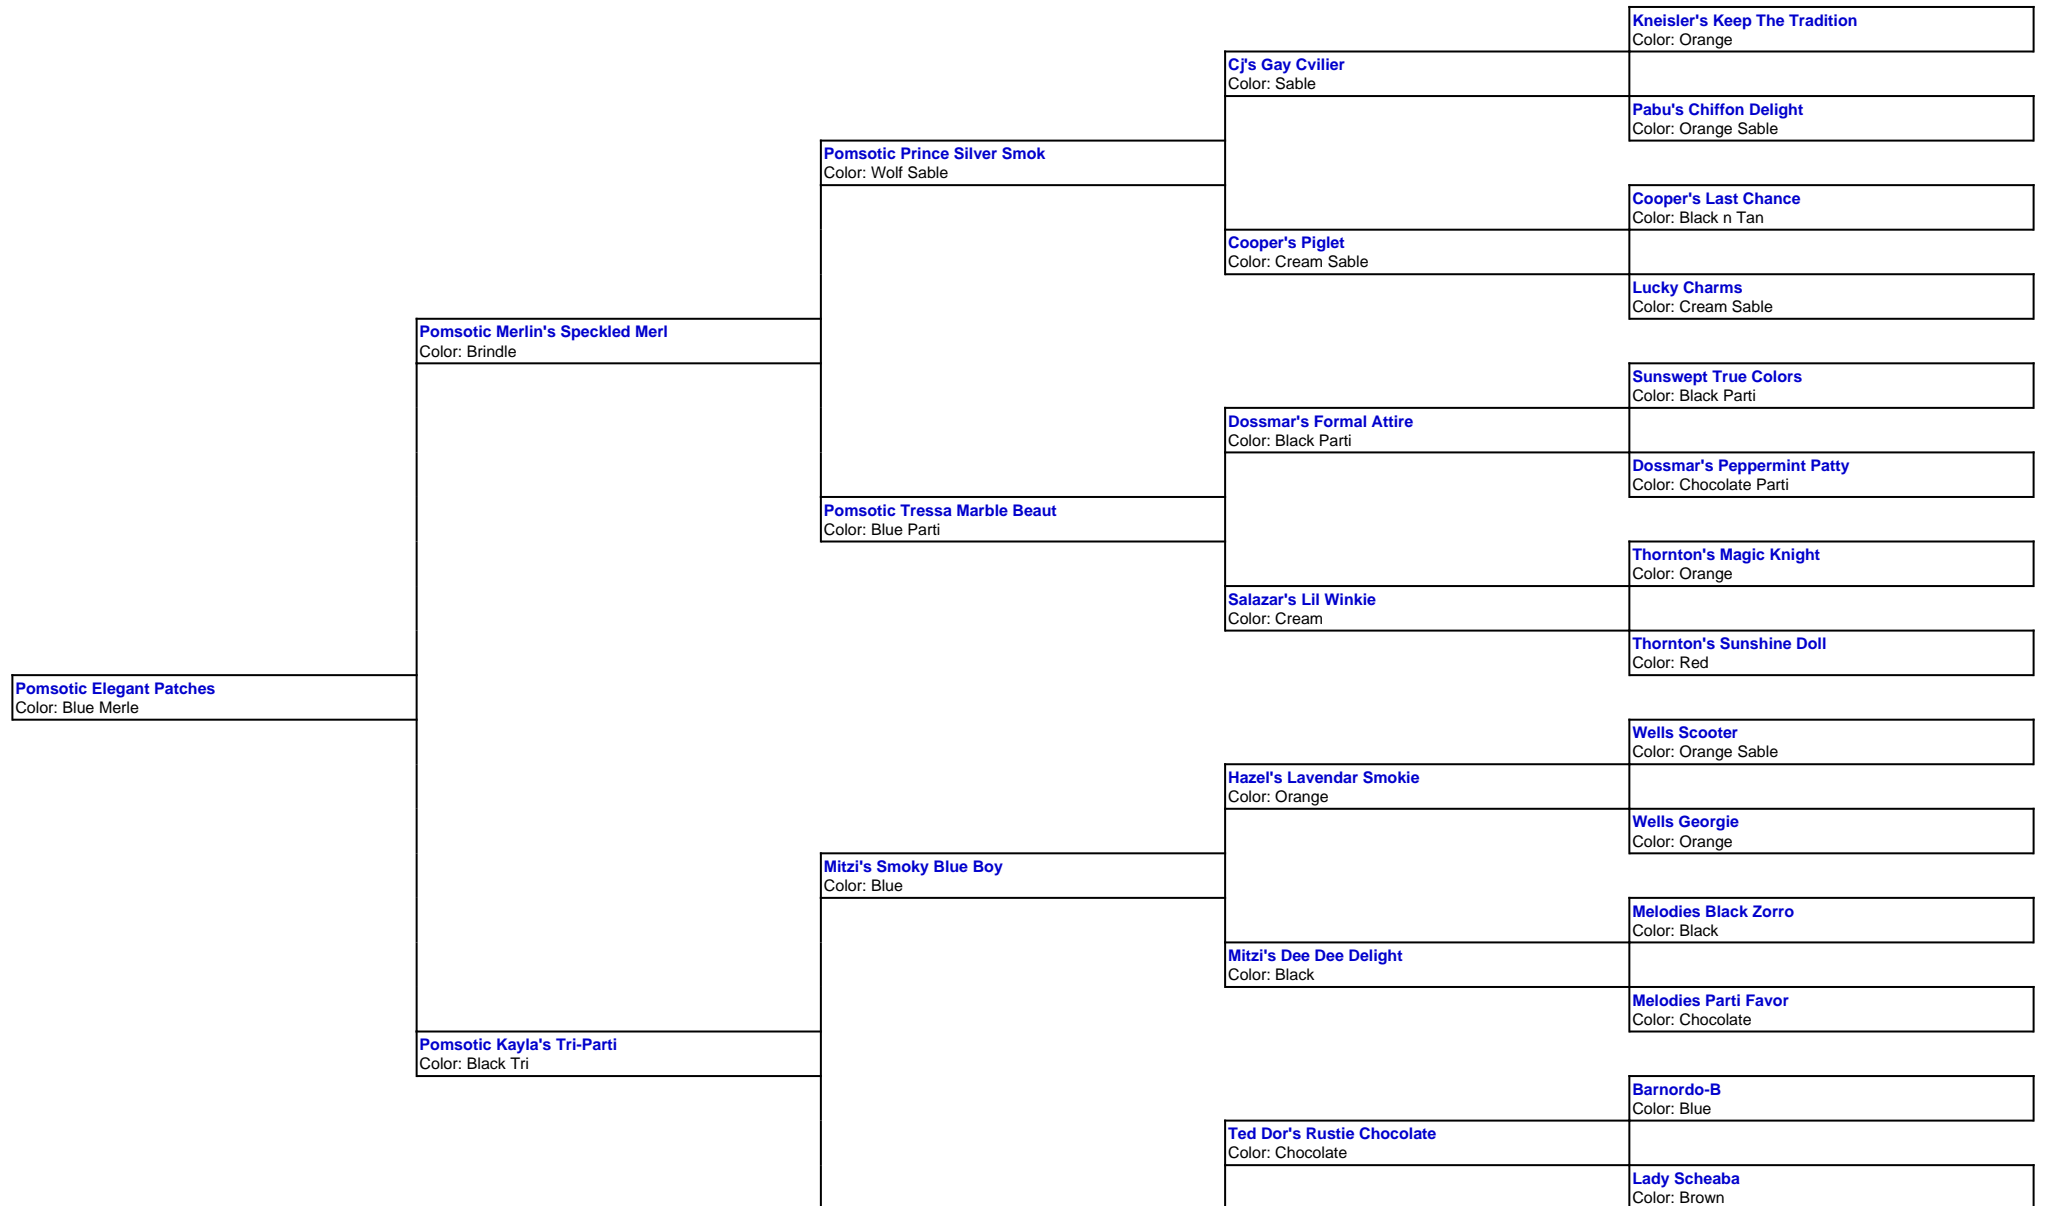 Kneisler's Keep The Tradition
Color: Orange
Cj's Gay Cvilier
Color: Sable
Pabu's Chiffon Delight
Color: Orange Sable
Pomsotic Prince Silver Smok
Color: Wolf Sable
Cooper's Last Chance
Color: Black n Tan
Cooper's Piglet
Color: Cream Sable
Lucky Charms
Color: Cream Sable
Pomsotic Merlin's Speckled Merl
Color: Brindle
Sunswept True Colors
Color: Black Parti
Dossmar's Formal Attire
Color: Black Parti
Dossmar's Peppermint Patty
Color: Chocolate Parti
Pomsotic Tressa Marble Beaut
Color: Blue Parti
Thornton's Magic Knight
Color: Orange
Salazar's Lil Winkie
Color: Cream
Thornton's Sunshine Doll
Color: Red
Pomsotic Elegant Patches
Color: Blue Merle
Wells Scooter
Color: Orange Sable
Hazel's Lavendar Smokie
Color: Orange
Wells Georgie
Color: Orange
Mitzi's Smoky Blue Boy
Color: Blue
Melodies Black Zorro
Color: Black
Mitzi's Dee Dee Delight
Color: Black
Melodies Parti Favor
Color: Chocolate
Pomsotic Kayla's Tri-Parti
Color: Black Tri
Barnordo-B
Color: Blue
Ted Dor's Rustie Chocolate
Color: Chocolate
Lady Scheaba
Color: Brown